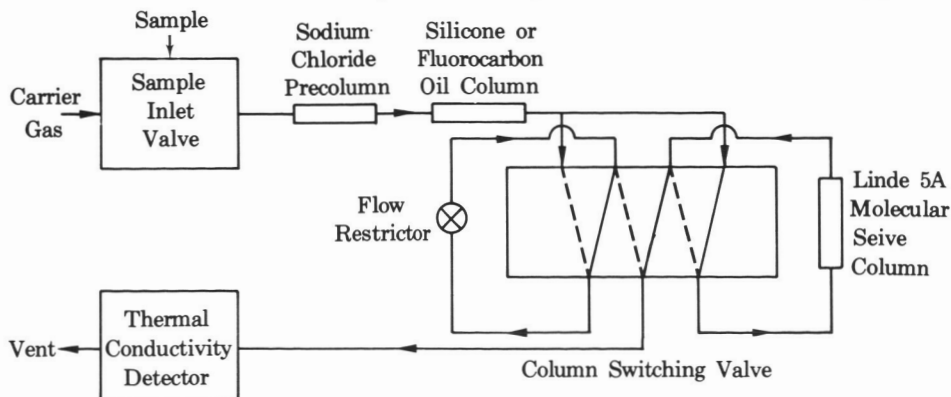 Sample
Sample
Inlet
Valve
Carrier
Gas
Sodium
Chloride
Precolumn
Silicone or
Fluorocarbon
Oil Column
Flow
Restrictor
Linde 5A
Molecular
Seive
Column
Column Switching Valve
Thermal
Conductivity
Detector
Vent